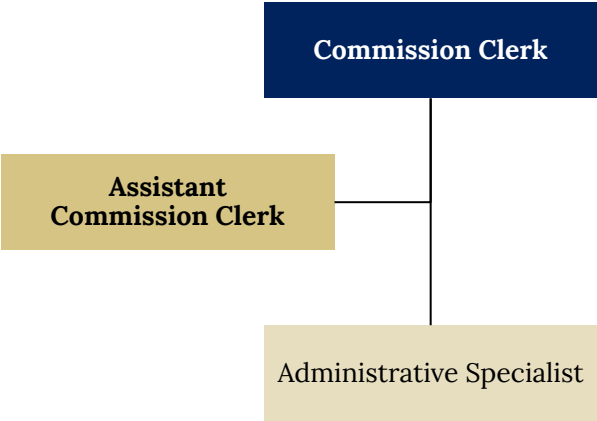 Commission Clerk
Assistant
Commission Clerk
Administrative Specialist